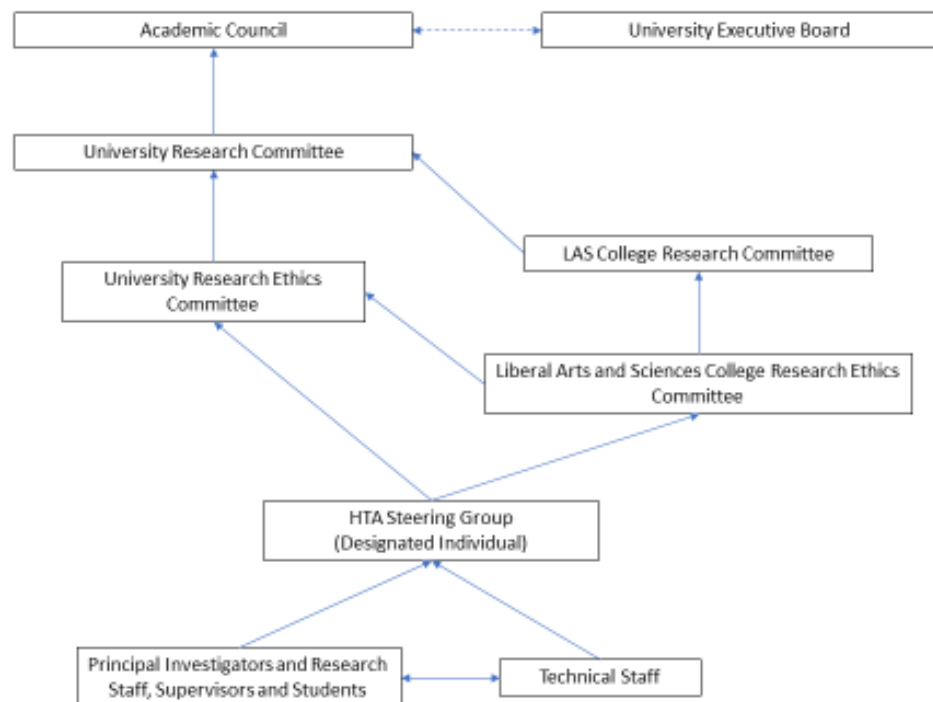 Academic Council
University Executive Board
University Research Committee
LAS College Research Committee
University Research Ethics
Committee
Liberal Arts and Sciences College Research Ethics
Committee
HTA Steering Group
(Designated Individual)
Principal Investigators and Research
Staff, Supervisors and Students
Technical Staff